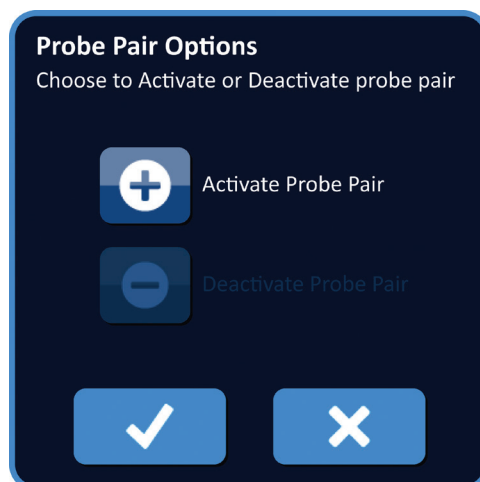 Probe Pair Options
Choose to Activate or Deactivate probe pair
Activate Probe Pair
Deactivate Probe Pair